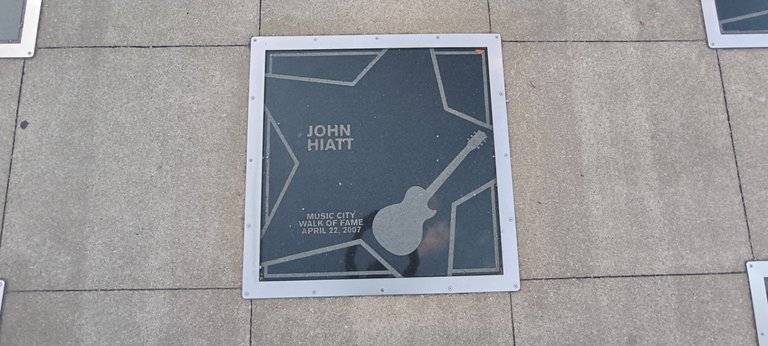 JOHN
HIATT
MUSIC CITY
WALK OF FAME
APRIL 22, 2007